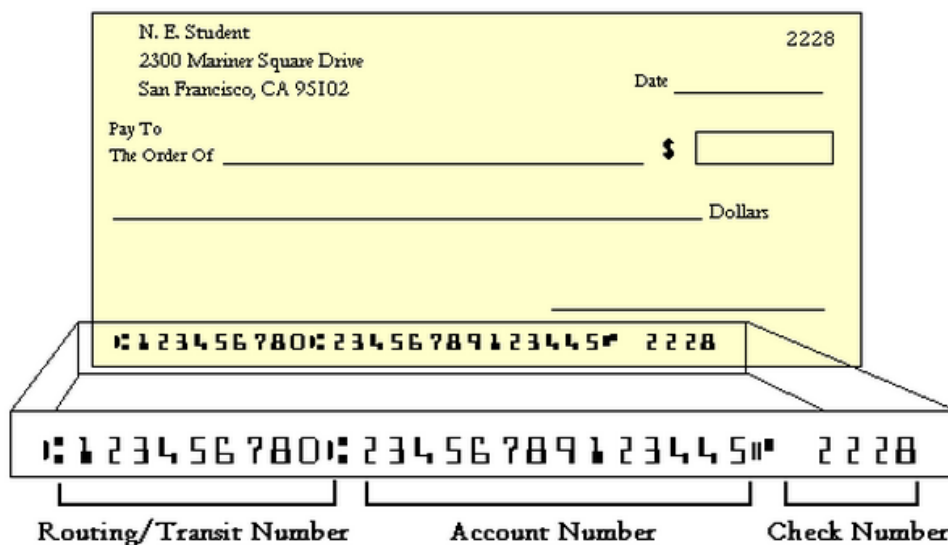 N. E. Student
2228
2300 Mariner Square Drive
San Francisco, CA 95102
Date
Pay To
The Order Of
$
Dollars
⑆123456780⑆234567891234445⑈ 2228
⑆123456780⑆23456789123445⑈ 2228
Routing/Transit Number Account Number Check Number